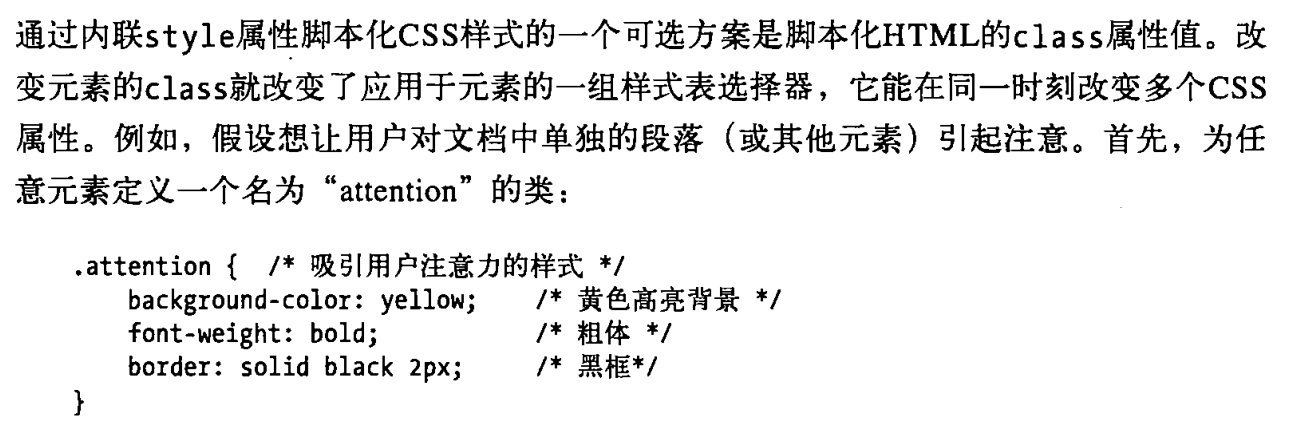 通过内联style属性脚本化CSS样式的一个可选方案是脚本化HTML的class属性值。改
变元素的class就改变了应用于元素的一组样式表选择器，它能在同一时刻改变多个CSS
属性。例如，假设想让用户对文档中单独的段落（或其他元素）引起注意。首先，为任
意元素定义一个名为“attention”的类：
.attention {  /* 吸引用户注意力的样式 */
    background-color: yellow;    /* 黄色高亮背景 */
    font-weight: bold;           /* 粗体 */
    border: solid black 2px;     /* 黑框*/
}